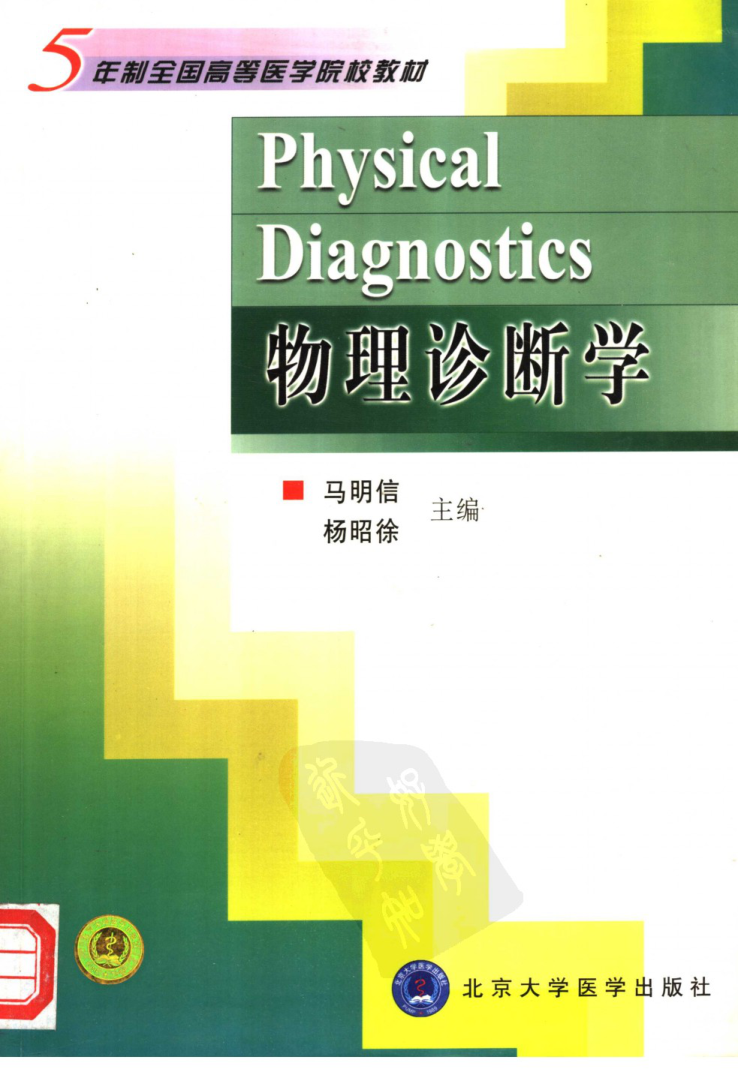 5年制全国高等医学院校教材
Physical
Diagnostics
物理诊断学
马明信
杨昭徐
主编
北京大学医学出版社